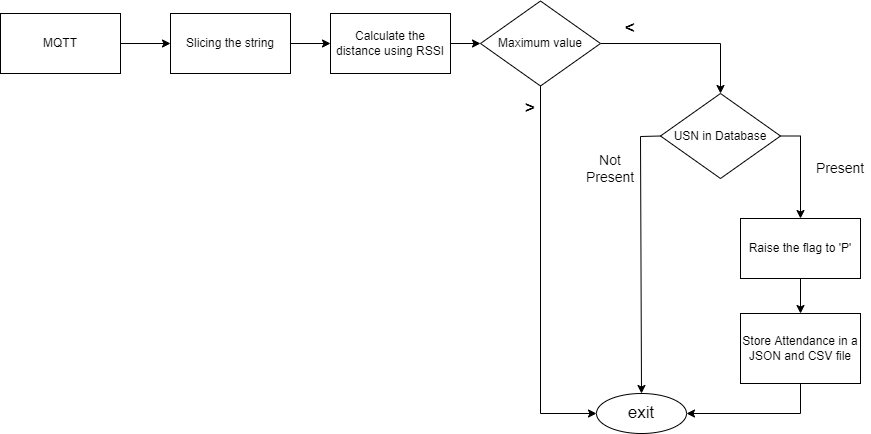 MQTT
Slicing the string
Calculate the
distance using RSSI
Maximum value
<
>
USN in Database
Not
Present
Present
Raise the flag to 'P'
Store Attendance in a
JSON and CSV file
exit